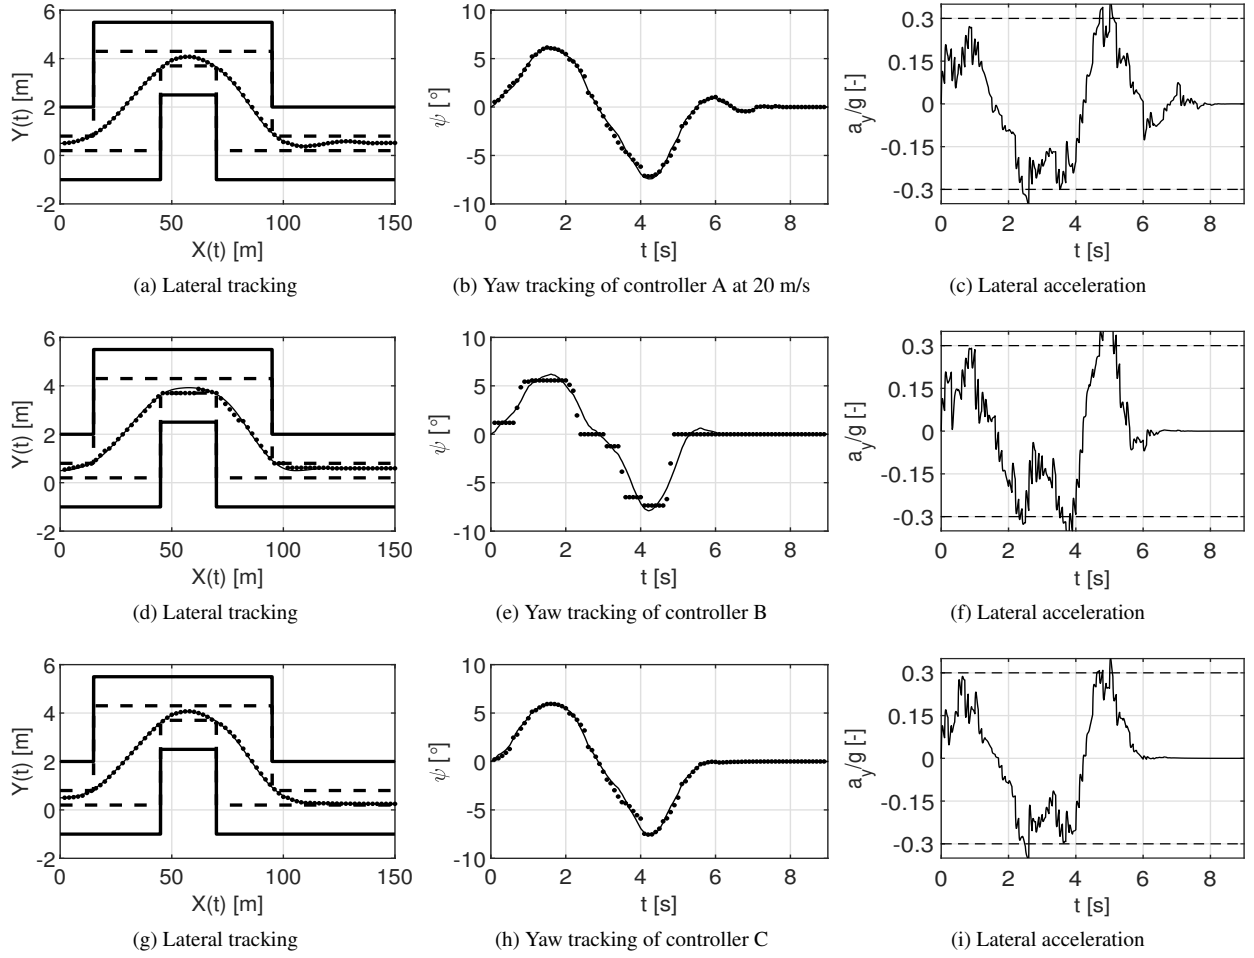 6
4
2
0
-2
Y(t) [m]
0 50 100 150
X(t) [m]
(a) Lateral tracking
10
5
0
-5
-10
ψ [°]
0 2 4 6 8
t [s]
(b) Yaw tracking of controller A at 20 m/s
0.3
0.15
0
-0.15
-0.3
a_y/g [-]
0 2 4 6 8
t [s]
(c) Lateral acceleration
6
4
2
0
-2
Y(t) [m]
0 50 100 150
X(t) [m]
(d) Lateral tracking
10
5
0
-5
-10
ψ [°]
0 2 4 6 8
t [s]
(e) Yaw tracking of controller B
0.3
0.15
0
-0.15
-0.3
a_y/g [-]
0 2 4 6 8
t [s]
(f) Lateral acceleration
6
4
2
0
-2
Y(t) [m]
0 50 100 150
X(t) [m]
(g) Lateral tracking
10
5
0
-5
-10
ψ [°]
0 2 4 6 8
t [s]
(h) Yaw tracking of controller C
0.3
0.15
0
-0.15
-0.3
a_y/g [-]
0 2 4 6 8
t [s]
(i) Lateral acceleration